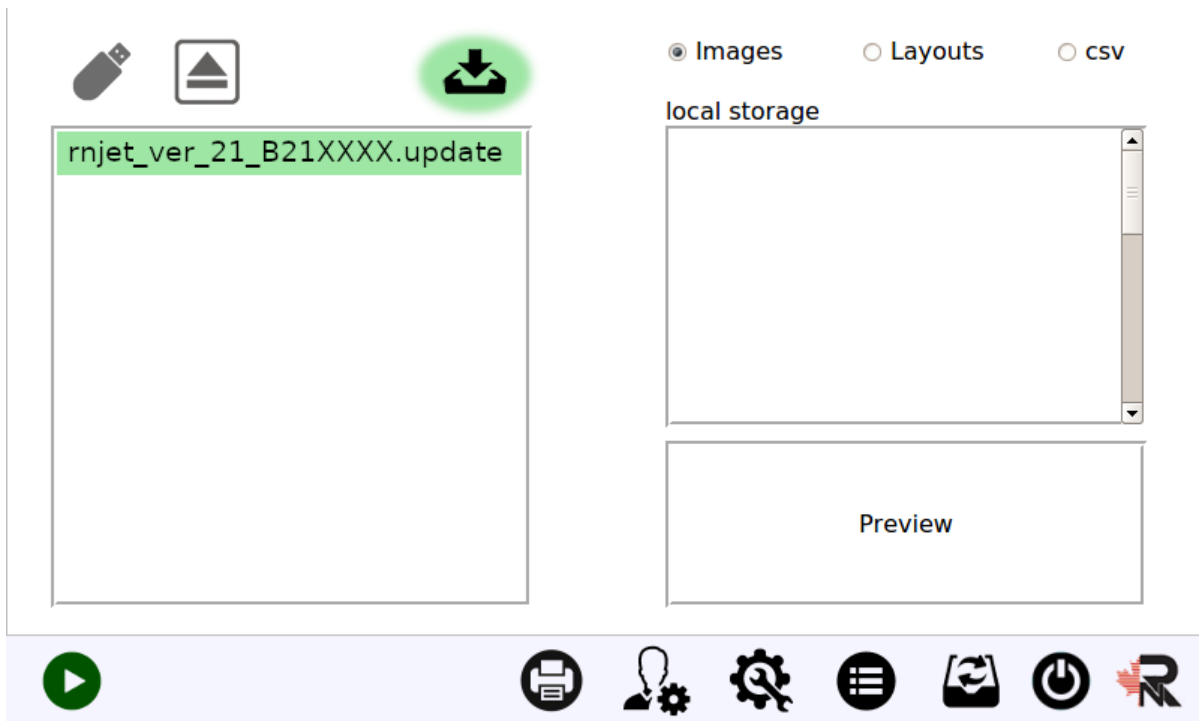 Images Layouts csv
local storage
rnjet_ver_21_B21XXXX.update
Preview